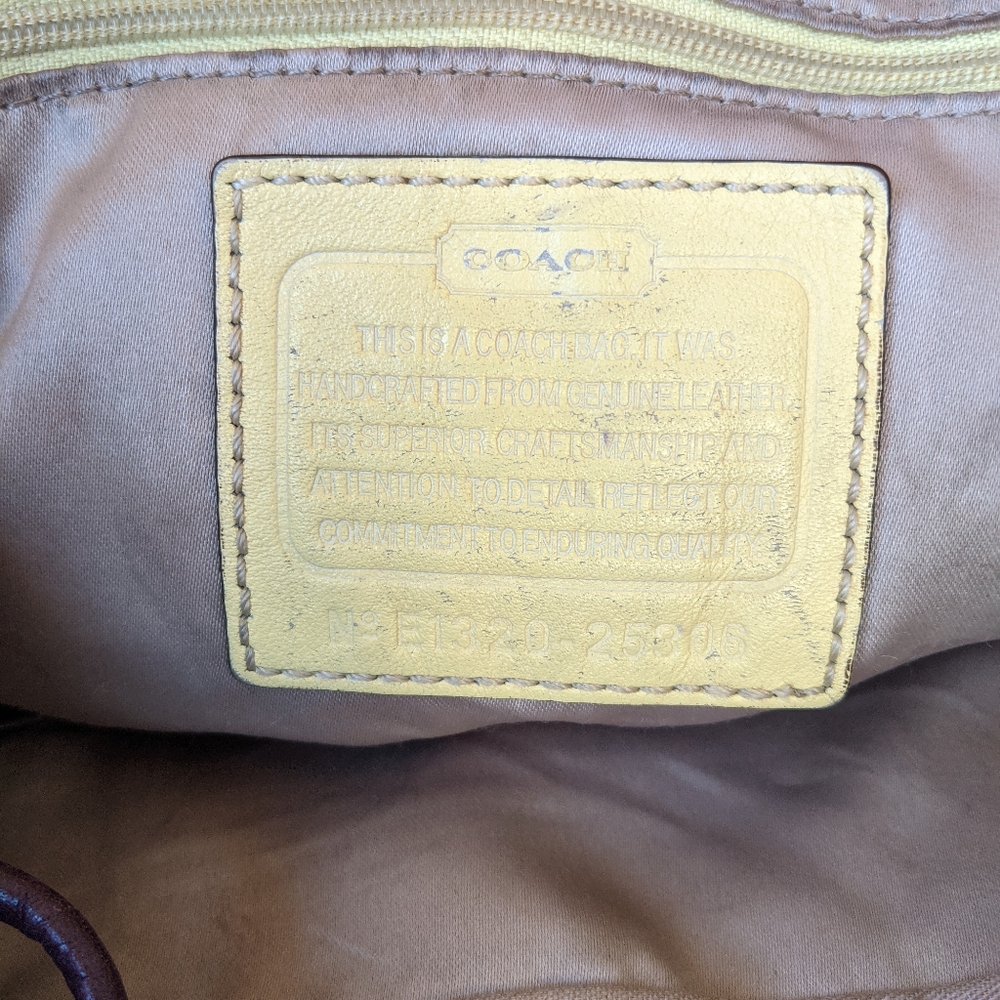 COACH
THIS IS A COACH BAG. IT WAS
HANDCRAFTED FROM GENUINE LEATHER.
ITS SUPERIOR CRAFTSMANSHIP AND
ATTENTION TO DETAIL REFLECT OUR
COMMITMENT TO ENDURING QUALITY.
Nº E1320-25306